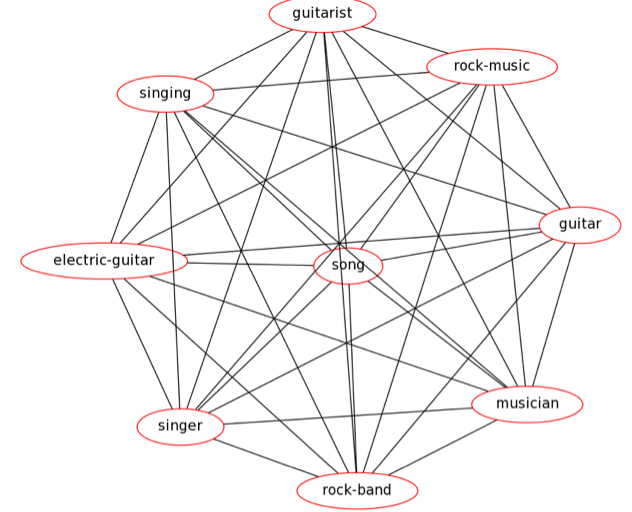 guitarist
rock-music
singing
guitar
electric-guitar
song
musician
singer
rock-band